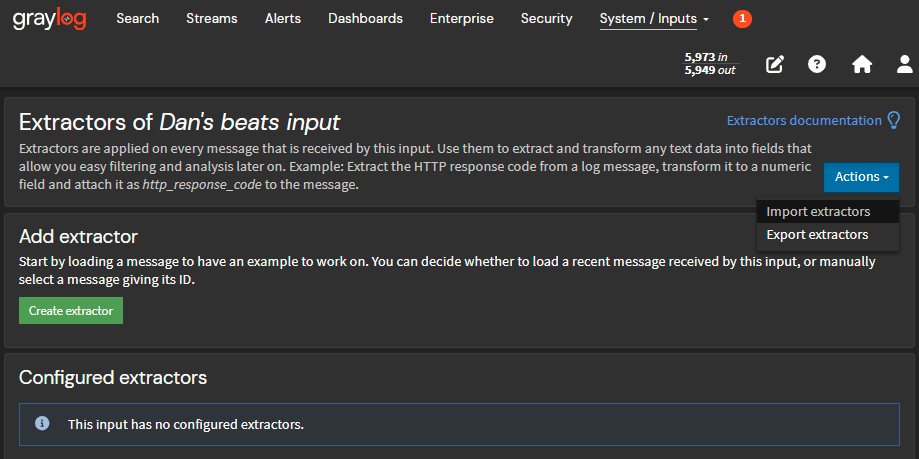 graylog Search Streams Alerts Dashboards Enterprise Security System / Inputs 1
5,973 in
5,949 out
Extractors of Dan's beats input
Extractors documentation
Extractors are applied on every message that is received by this input. Use them to extract and transform any text data into fields that
allow you easy filtering and analysis later on. Example: Extract the HTTP response code from a log message, transform it to a numeric
field and attach it as http_response_code to the message.
Actions
Import extractors
Export extractors
Add extractor
Start by loading a message to have an example to work on. You can decide whether to load a recent message received by this input, or manually
select a message giving its ID.
Create extractor
Configured extractors
This input has no configured extractors.